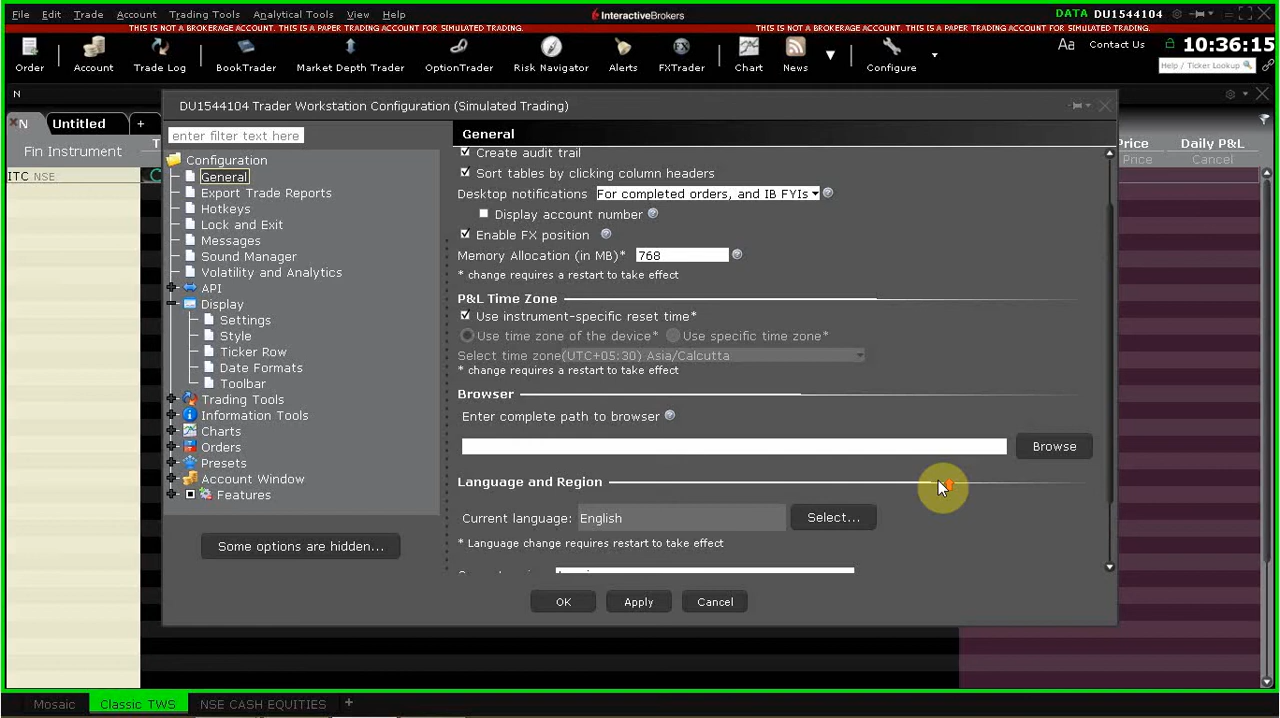 File Edit Trade Account Trading Tools Analytical Tools View Help
InteractiveBrokers
DATA DU1544104
THIS IS NOT A BROKERAGE ACCOUNT. THIS IS A PAPER TRADING ACCOUNT FOR SIMULATED TRADING.
THIS IS NOT A BROKERAGE ACCOUNT. THIS IS A PAPER TRADING ACCOUNT FOR SIMULATED TRADING.
Order Account Trade Log BookTrader Market Depth Trader OptionTrader Risk Navigator Alerts FXTrader Chart News Configure
Aa Contact Us 10:36:15
Help / Ticker Lookup
N
N Untitled +
Fin Instrument
Price Daily P&L
Price Cancel
ITC NSE
DU1544104 Trader Workstation Configuration (Simulated Trading)
enter filter text here
Configuration
General
Export Trade Reports
Hotkeys
Lock and Exit
Messages
Sound Manager
Volatility and Analytics
API
Display
Settings
Style
Ticker Row
Date Formats
Toolbar
Trading Tools
Information Tools
Charts
Orders
Presets
Account Window
Features
Some options are hidden...
General
Create audit trail
Sort tables by clicking column headers
Desktop notifications For completed orders, and IB FYIs
Display account number
Enable FX position
Memory Allocation (in MB)* 768
* change requires a restart to take effect
P&L Time Zone
Use instrument-specific reset time*
Use time zone of the device* Use specific time zone*
Select time zone (UTC+05:30) Asia/Calcutta
* change requires a restart to take effect
Browser
Enter complete path to browser
Browse
Language and Region
Current language: English Select...
* Language change requires restart to take effect
OK Apply Cancel
Mosaic Classic TWS NSE CASH EQUITIES +